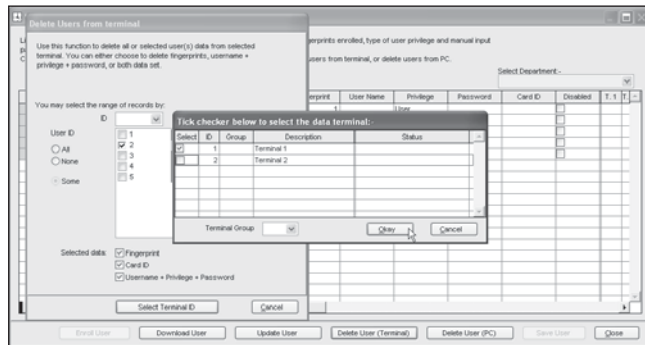 Delete Users from terminal
Use this function to delete all or selected user(s) data from selected
terminal. You can either choose to delete fingerprints, username +
privilege + password, or both data set.
erprints enrolled, type of user privilege and manual input
users from terminal, or delete users from PC.
Select Department:-
You may select the range of records by:
ID
User ID
All
None
Some
1
2
3
4
5
erprint User Name Privilege Password Card ID Disabled T. 1 T.
1 User
Tick checker below to select the data terminal:-
Select ID Group Description Status
1 Terminal 1
2 Terminal 2
Terminal Group
Okay Cancel
Selected data:
Fingerprint
Card ID
Username + Privilege + Password
Select Terminal ID Cancel
Enroll User Download User Update User Delete User (Terminal) Delete User (PC) Save User Close